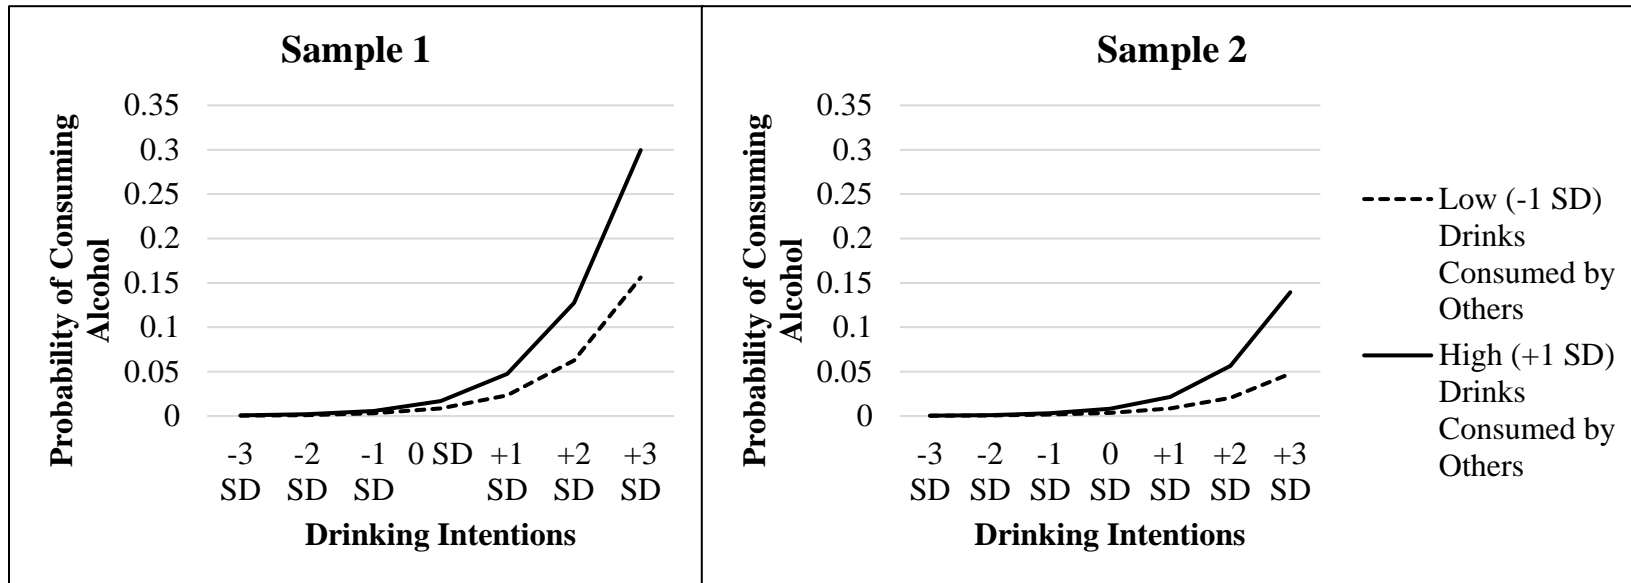 Sample 1
Probability of Consuming
Alcohol
0.35
0.3
0.25
0.2
0.15
0.1
0.05
0
-3 -2 -1 0 SD +1 +2 +3
SD SD SD SD SD SD
Drinking Intentions
Sample 2
Probability of Consuming
Alcohol
0.35
0.3
0.25
0.2
0.15
0.1
0.05
0
-3 -2 -1 0 +1 +2 +3
SD SD SD SD SD SD SD
Drinking Intentions
Low (-1 SD)
Drinks
Consumed by
Others
High (+1 SD)
Drinks
Consumed by
Others